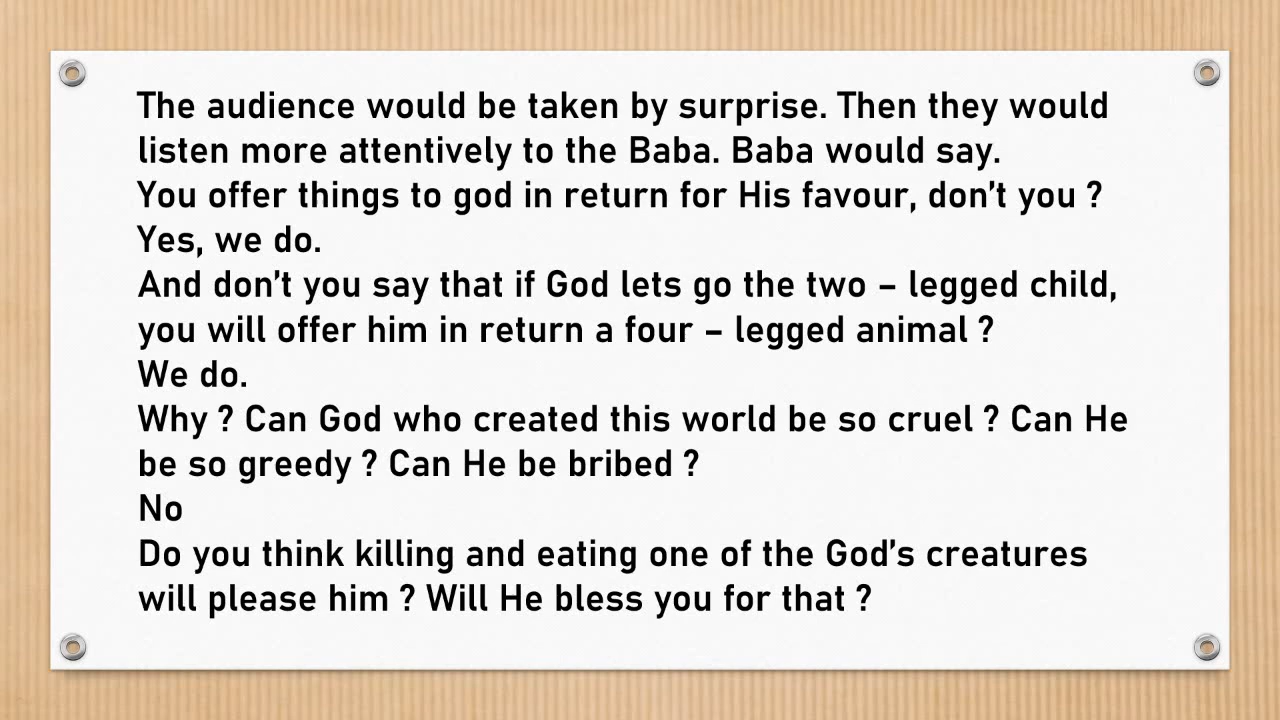 The audience would be taken by surprise. Then they would
listen more attentively to the Baba. Baba would say.
You offer things to god in return for His favour, don’t you ?
Yes, we do.
And don’t you say that if God lets go the two – legged child,
you will offer him in return a four – legged animal ?
We do.
Why ? Can God who created this world be so cruel ? Can He
be so greedy ? Can He be bribed ?
No
Do you think killing and eating one of the God’s creatures
will please him ? Will He bless you for that ?